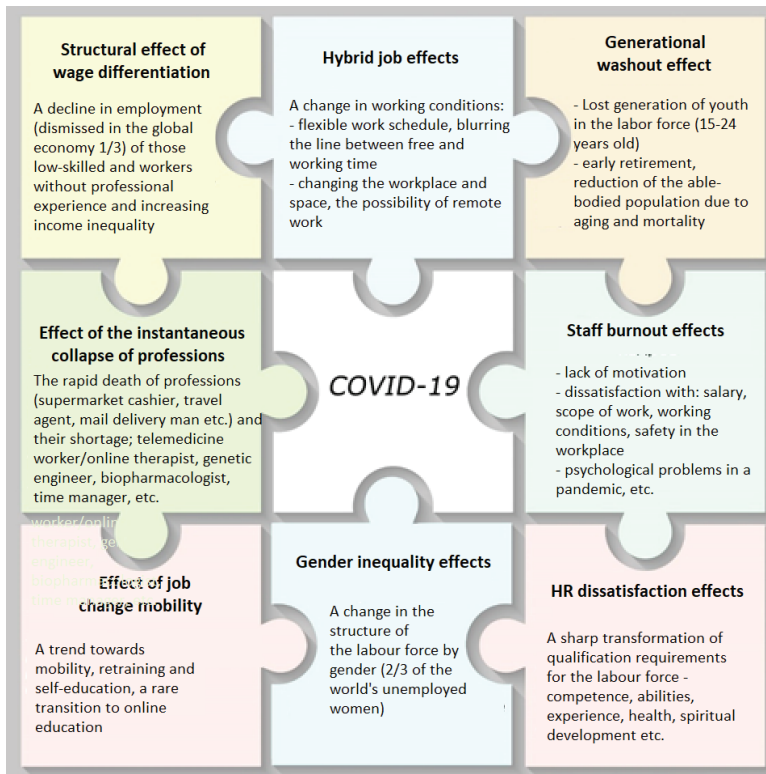 Structural effect of
wage differentiation
A decline in employment
(dismissed in the global
economy 1/3) of those
low-skilled and workers
without professional
experience and increasing
income inequality
Hybrid job effects
A change in working conditions:
- flexible work schedule, blurring
the line between free and
working time
- changing the workplace and
space, the possibility of remote
work
Generational
washout effect
- Lost generation of youth
in the labor force (15-24
years old)
- early retirement,
reduction of the able-
bodied population due to
aging and mortality
Effect of the instantaneous
collapse of professions
The rapid death of professions
(supermarket cashier, travel
agent, mail delivery man etc.) and
their shortage; telemedicine
worker/online therapist, genetic
engineer, biopharmacologist,
time manager, etc.
COVID-19
Staff burnout effects
- lack of motivation
- dissatisfaction with: salary,
scope of work, working
conditions, safety in the
workplace
- psychological problems in a
pandemic, etc.
Effect of job
change mobility
A trend towards
mobility, retraining and
self-education, a rare
transition to online
education
Gender inequality effects
A change in the
structure of
the labour force by
gender (2/3 of the
world's unemployed
women)
HR dissatisfaction effects
A sharp transformation of
qualification requirements
for the labour force -
competence, abilities,
experience, health, spiritual
development etc.